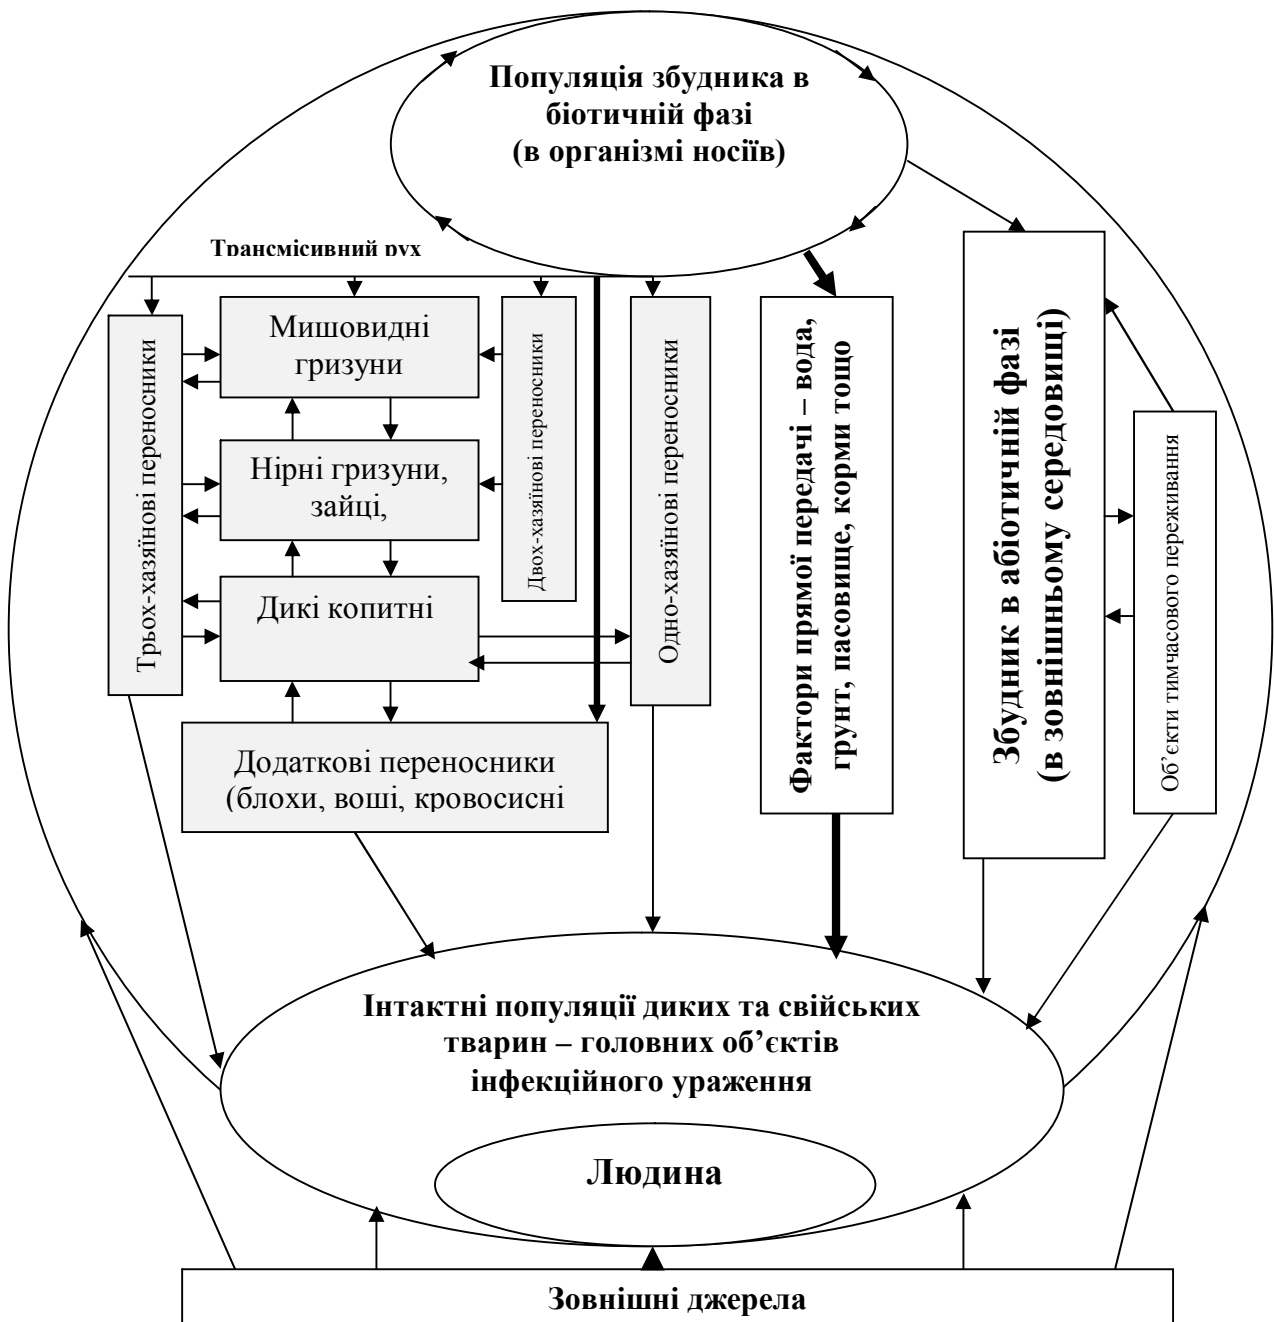 Популяція збудника в
біотичній фазі
(в організмі носіїв)
Трансмісивний рух
Трьох-хазяїнові переносники
Мишовидні
гризуни
Нірні гризуни,
зайці,
Дикі копитні
Двох-хазяїнові переносники
Одно-хазяїнові переносники
Додаткові переносники
(блохи, воші, кровосисні
Фактори прямої передачі – вода,
грунт, пасовище, корми тощо
Збудник в абіотичній фазі
(в зовнішньому середовищі)
Об’єкти тимчасового переживання
Інтактні популяції диких та свійських
тварин – головних об’єктів
інфекційного ураження
Людина
Зовнішні джерела